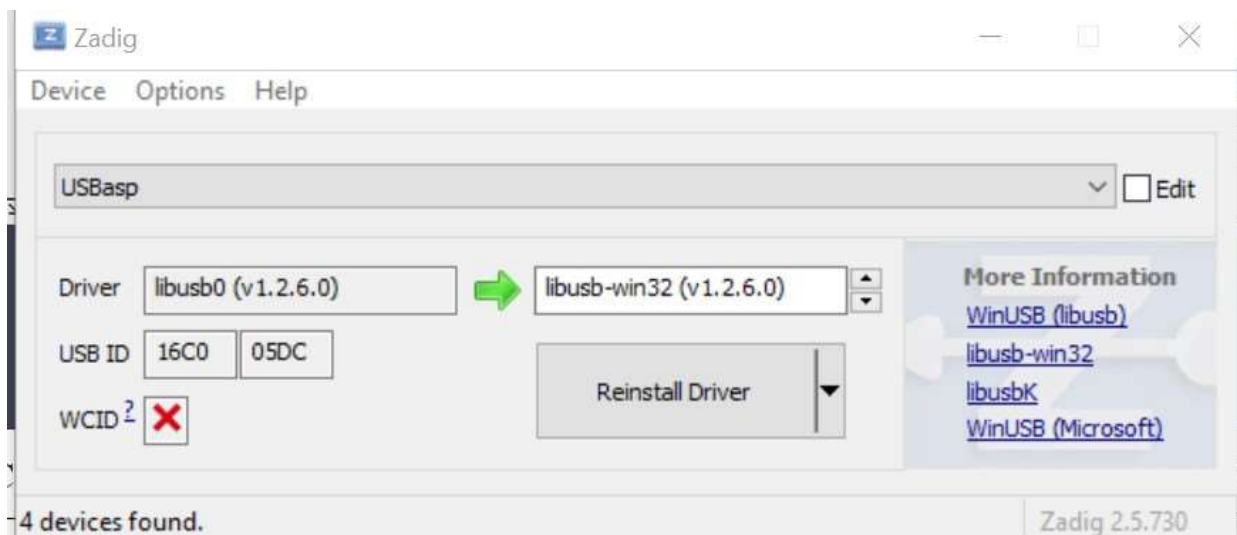 Zadig
Device Options Help
USBasp
Edit
Driver libusb0 (v1.2.6.0) libusb-win32 (v1.2.6.0)
USB ID 16C0 05DC
WCID ?
Reinstall Driver
More Information
WinUSB (libusb)
libusb-win32
libusbK
WinUSB (Microsoft)
4 devices found.
Zadig 2.5.730